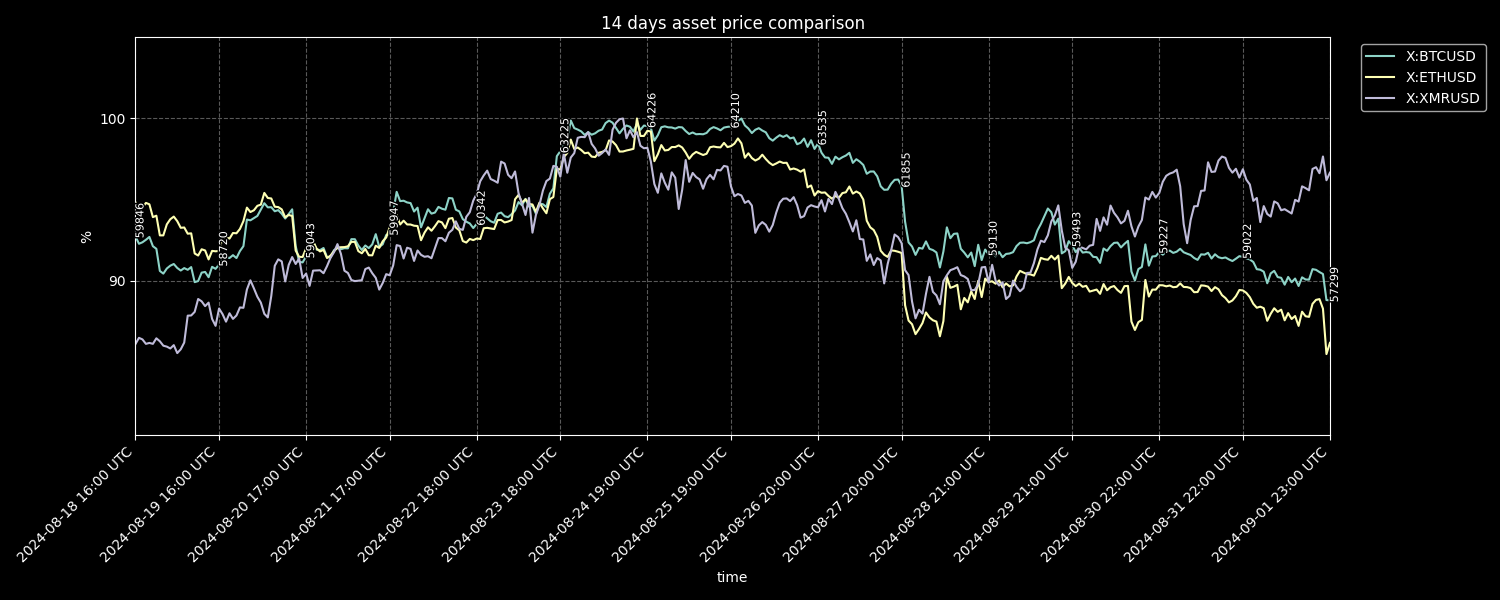 14 days asset price comparison
X:BTCUSD
X:ETHUSD
X:XMRUSD
%
100
90
59846
58720
59043
59947
60342
63225
64226
64210
63535
61855
59130
59493
59227
59022
57299
2024-08-18 16:00 UTC
2024-08-19 16:00 UTC
2024-08-20 17:00 UTC
2024-08-21 17:00 UTC
2024-08-22 18:00 UTC
2024-08-23 18:00 UTC
2024-08-24 19:00 UTC
2024-08-25 19:00 UTC
2024-08-26 20:00 UTC
2024-08-27 20:00 UTC
2024-08-28 21:00 UTC
2024-08-29 21:00 UTC
2024-08-30 22:00 UTC
2024-08-31 22:00 UTC
2024-09-01 23:00 UTC
time